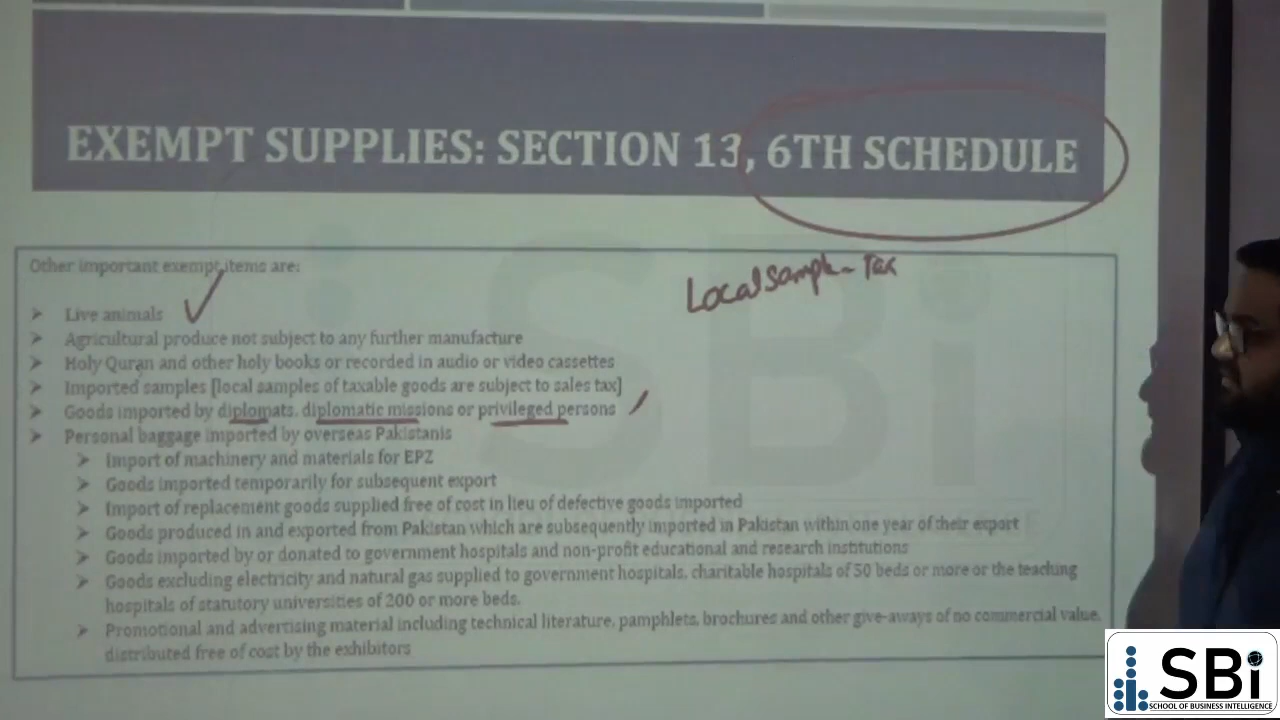 EXEMPT SUPPLIES: SECTION 13, 6TH SCHEDULE
Other important exempt items are:
Local Sample - Tax
Live animals
Agricultural produce not subject to any further manufacture
Holy Quran and other holy books or recorded in audio or video cassettes
Imported samples [local samples of taxable goods are subject to sales tax]
Goods imported by diplomats, diplomatic missions or privileged persons
Personal baggage imported by overseas Pakistanis
Import of machinery and materials for EPZ
Goods imported temporarily for subsequent export
Import of replacement goods supplied free of cost in lieu of defective goods imported
Goods produced in and exported from Pakistan which are subsequently imported in Pakistan within one year of their export
Goods imported by or donated to government hospitals and non-profit educational and research institutions
Goods excluding electricity and natural gas supplied to government hospitals, charitable hospitals of 50 beds or more or the teaching
hospitals of statutory universities of 200 or more beds.
Promotional and advertising material including technical literature, pamphlets, brochures and other give-aways of no commercial value,
distributed free of cost by the exhibitors
SBi
SBi
SCHOOL OF BUSINESS INTELLIGENCE